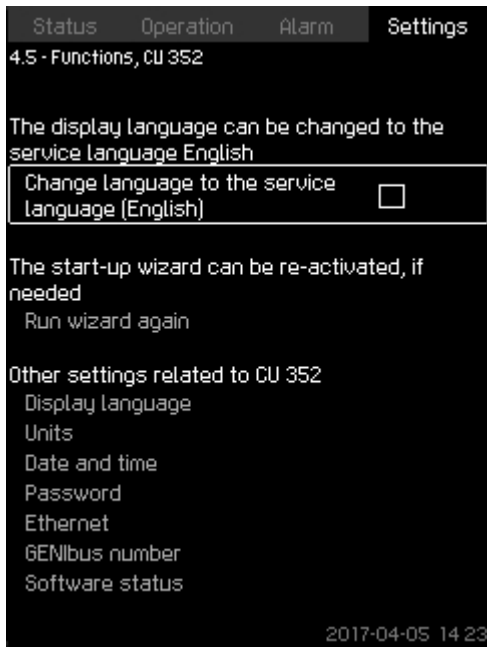 Status Operation Alarm Settings
4.5 - Functions, CU 352
The display language can be changed to the
service language English
Change language to the service
language (English)
The start-up wizard can be re-activated, if
needed
Run wizard again
Other settings related to CU 352
Display language
Units
Date and time
Password
Ethernet
GENIbus number
Software status
2017-04-05 14 23